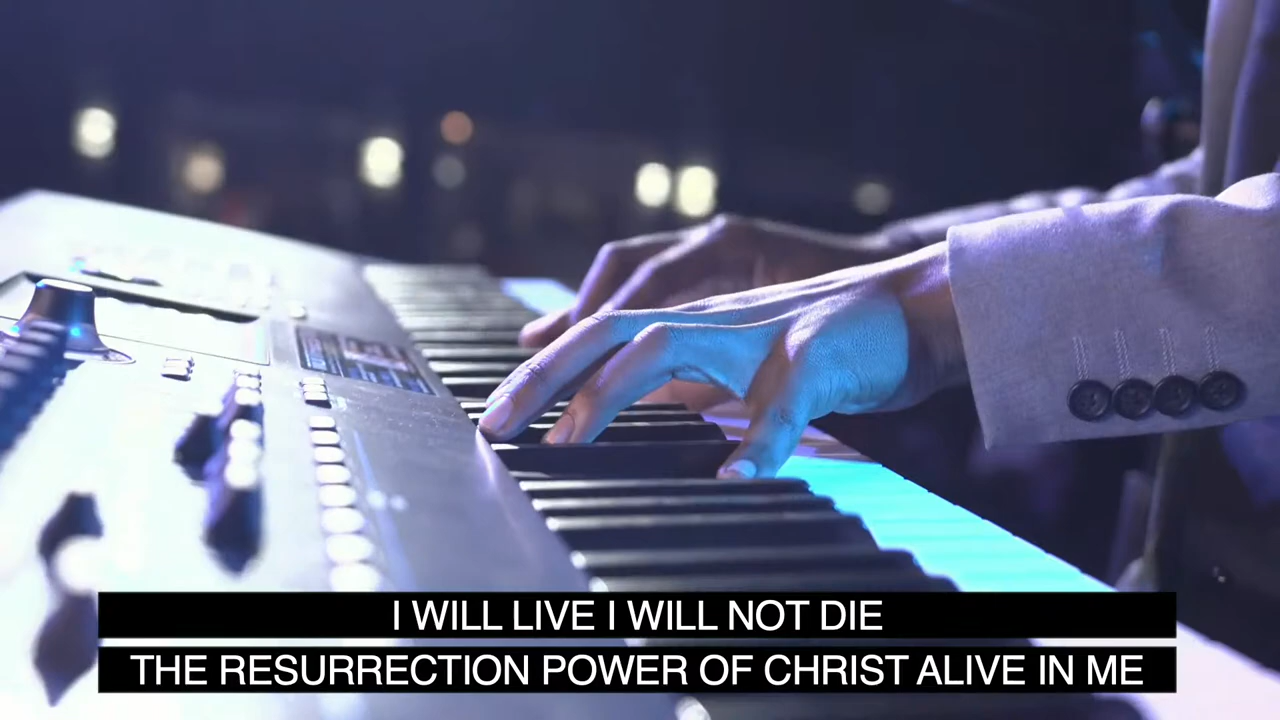 I WILL LIVE I WILL NOT DIE
THE RESURRECTION POWER OF CHRIST ALIVE IN ME